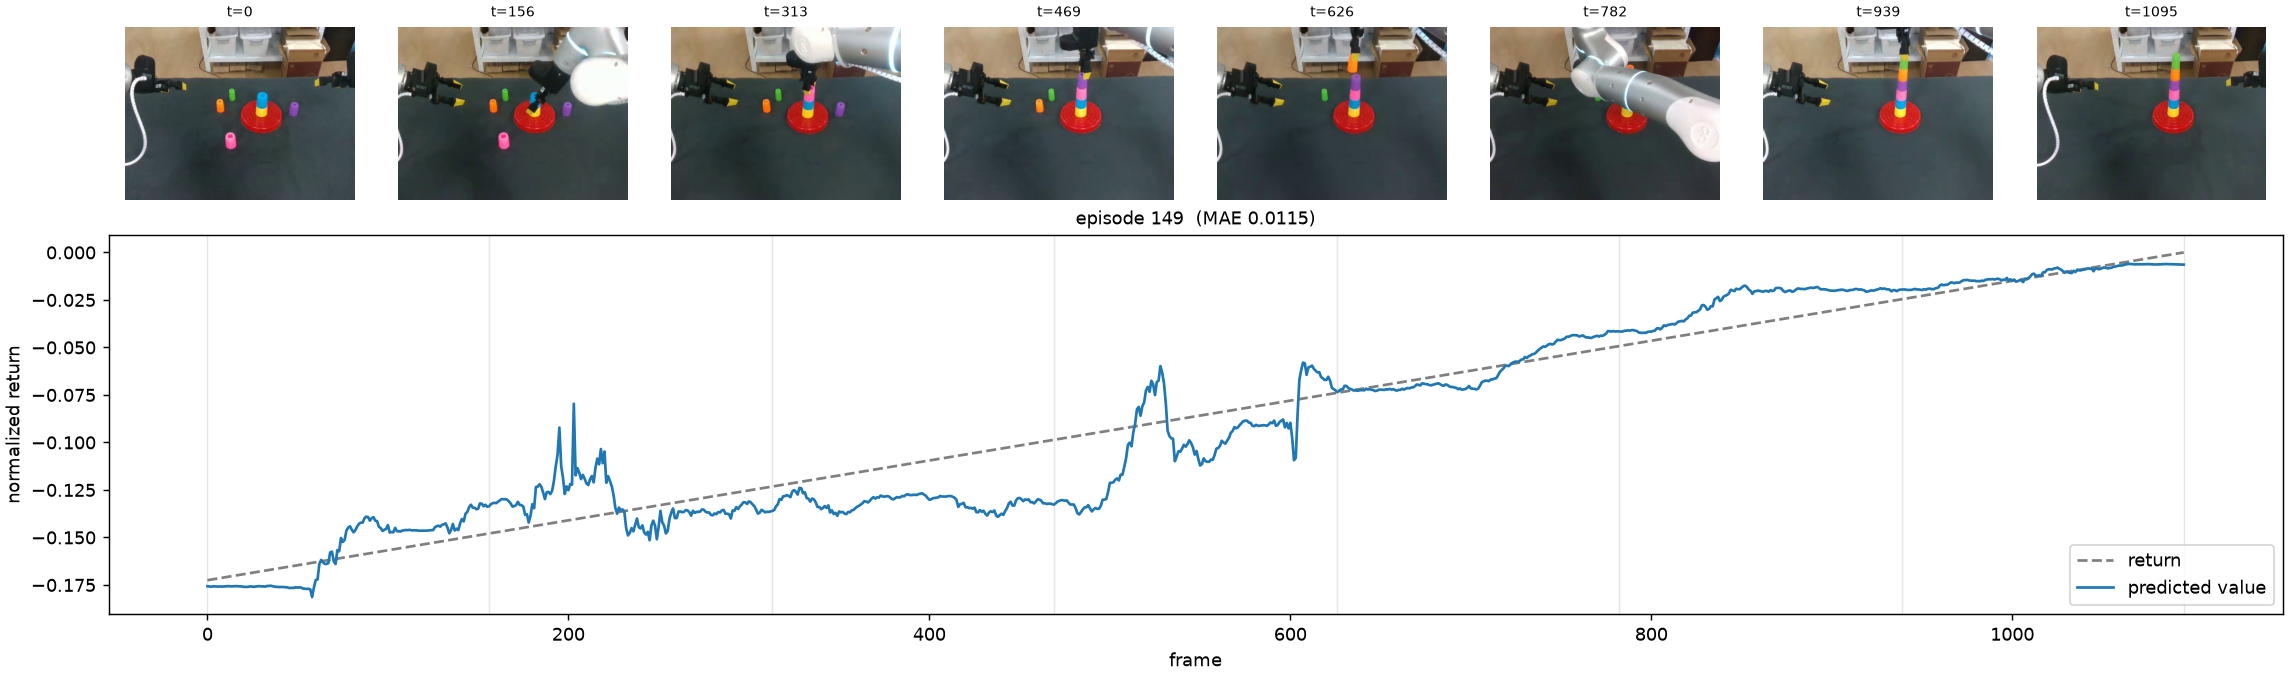 t=0 t=156 t=313 t=469 t=626 t=782 t=939 t=1095
episode 149 (MAE 0.0115)
0.000
−0.025
−0.050
−0.075
−0.100
−0.125
−0.150
−0.175
normalized return
return
predicted value
0 200 400 600 800 1000
frame